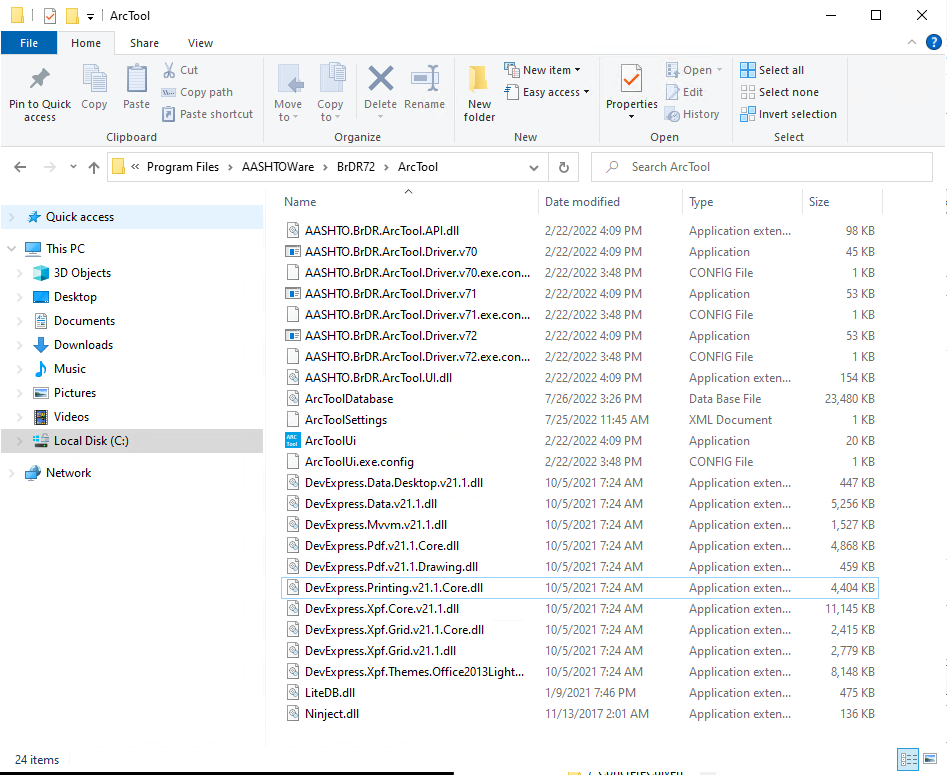 ArcTool
File Home Share View
Pin to Quick access
Copy
Paste
Cut
Copy path
Paste shortcut
Clipboard
Move to
Copy to
Delete
Rename
Organize
New folder
New item
Easy access
New
Properties
Open
Edit
History
Open
Select all
Select none
Invert selection
Select
« Program Files › AASHTOWare › BrDR72 › ArcTool
Search ArcTool
Quick access
This PC
3D Objects
Desktop
Documents
Downloads
Music
Pictures
Videos
Local Disk (C:)
Network
Name Date modified Type Size
AASHTO.BrDR.ArcTool.API.dll 2/22/2022 4:09 PM Application exten... 98 KB
AASHTO.BrDR.ArcTool.Driver.v70 2/22/2022 4:09 PM Application 45 KB
AASHTO.BrDR.ArcTool.Driver.v70.exe.con... 2/22/2022 3:48 PM CONFIG File 1 KB
AASHTO.BrDR.ArcTool.Driver.v71 2/22/2022 4:09 PM Application 53 KB
AASHTO.BrDR.ArcTool.Driver.v71.exe.con... 2/22/2022 3:48 PM CONFIG File 1 KB
AASHTO.BrDR.ArcTool.Driver.v72 2/22/2022 4:09 PM Application 53 KB
AASHTO.BrDR.ArcTool.Driver.v72.exe.con... 2/22/2022 3:48 PM CONFIG File 1 KB
AASHTO.BrDR.ArcTool.UI.dll 2/22/2022 4:09 PM Application exten... 154 KB
ArcToolDatabase 7/26/2022 3:26 PM Data Base File 23,480 KB
ArcToolSettings 7/25/2022 11:45 AM XML Document 1 KB
ArcToolUi 2/22/2022 4:09 PM Application 20 KB
ArcToolUi.exe.config 2/22/2022 3:48 PM CONFIG File 1 KB
DevExpress.Data.Desktop.v21.1.dll 10/5/2021 7:24 AM Application exten... 447 KB
DevExpress.Data.v21.1.dll 10/5/2021 7:24 AM Application exten... 5,256 KB
DevExpress.Mvvm.v21.1.dll 10/5/2021 7:24 AM Application exten... 1,527 KB
DevExpress.Pdf.v21.1.Core.dll 10/5/2021 7:24 AM Application exten... 4,868 KB
DevExpress.Pdf.v21.1.Drawing.dll 10/5/2021 7:24 AM Application exten... 459 KB
DevExpress.Printing.v21.1.Core.dll 10/5/2021 7:24 AM Application exten... 4,404 KB
DevExpress.Xpf.Core.v21.1.dll 10/5/2021 7:24 AM Application exten... 11,145 KB
DevExpress.Xpf.Grid.v21.1.Core.dll 10/5/2021 7:24 AM Application exten... 2,415 KB
DevExpress.Xpf.Grid.v21.1.dll 10/5/2021 7:24 AM Application exten... 2,779 KB
DevExpress.Xpf.Themes.Office2013Light... 10/5/2021 7:24 AM Application exten... 8,148 KB
LiteDB.dll 1/9/2021 7:46 PM Application exten... 475 KB
Ninject.dll 11/13/2017 2:01 AM Application exten... 136 KB
24 items